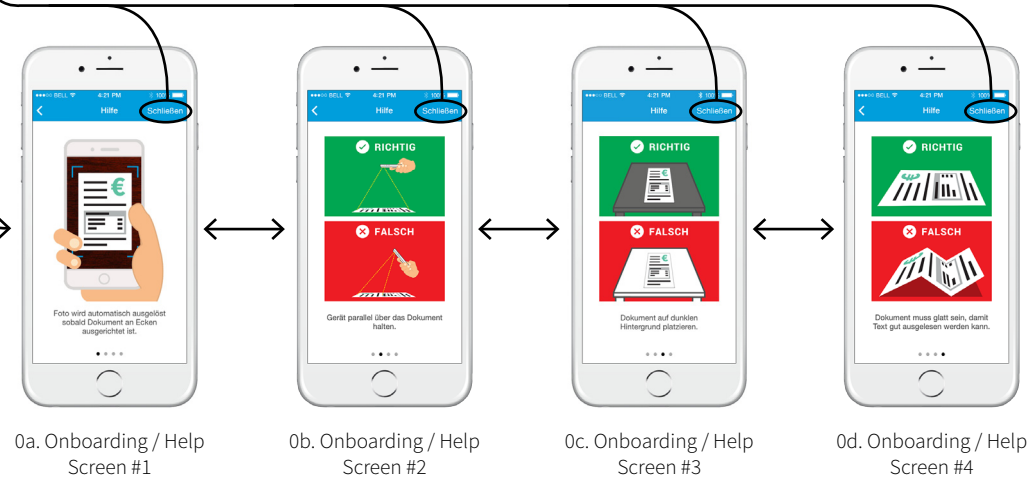 ●●●○○ BELL 4:21 PM 100%
Hilfe Schließen
Foto wird automatisch ausgelöst
sobald Dokument an Ecken
ausgerichtet ist.
0a. Onboarding / Help
Screen #1
●●●○○ BELL 4:21 PM 100%
Hilfe Schließen
RICHTIG
FALSCH
Gerät parallel über das Dokument
halten.
0b. Onboarding / Help
Screen #2
●●●○○ BELL 4:21 PM 100%
Hilfe Schließen
RICHTIG
FALSCH
Dokument auf dunklen
Hintergrund platzieren.
0c. Onboarding / Help
Screen #3
●●●○○ BELL 4:21 PM 100%
Hilfe Schließen
RICHTIG
FALSCH
Dokument muss glatt sein, damit
Text gut ausgelesen werden kann.
0d. Onboarding / Help
Screen #4